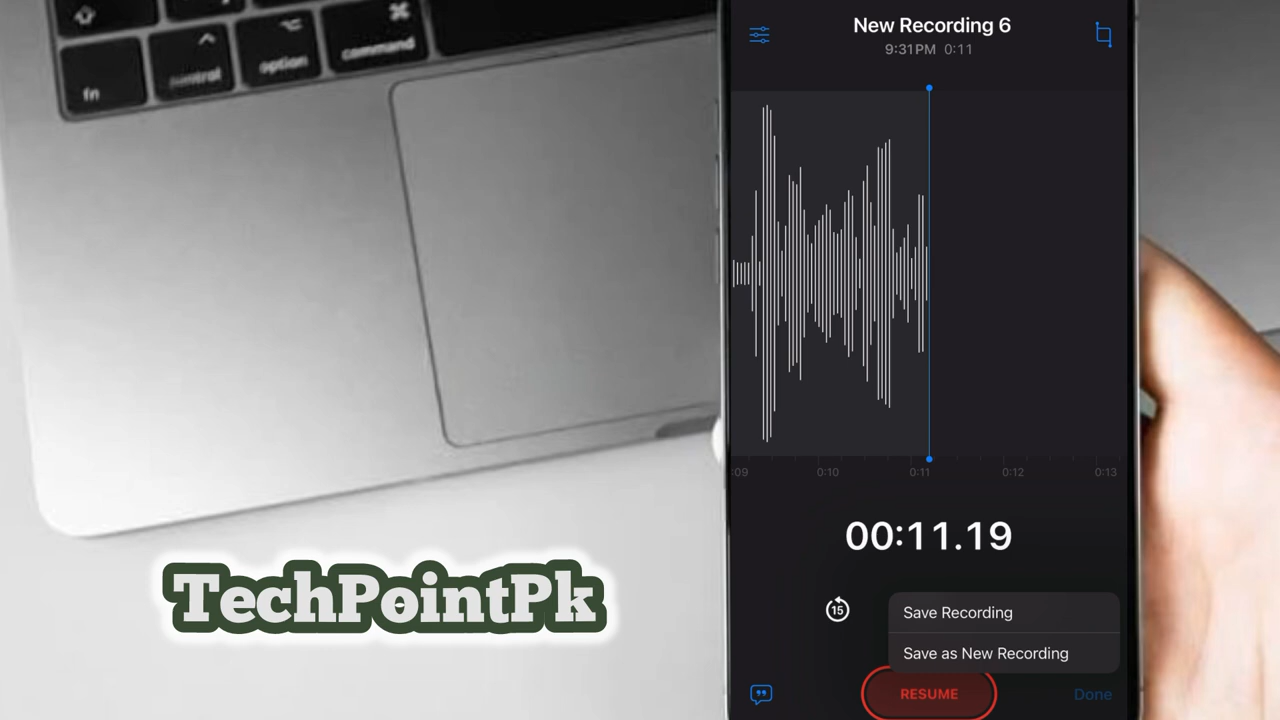 fn
control
option
command
⌘
New Recording 6
9:31 PM 0:11
:09
0:10
0:11
0:12
0:13
00:11.19
15
Save Recording
Save as New Recording
RESUME
Done
TechPointPk